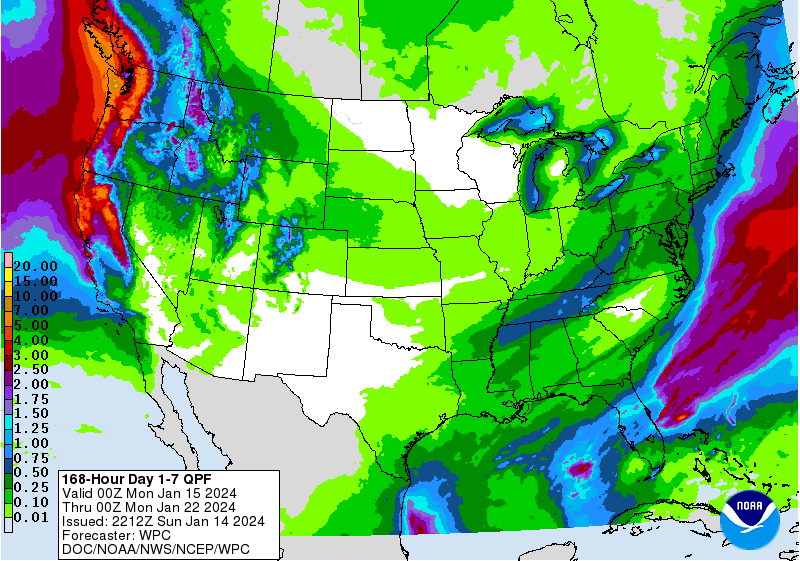 20.00
15.00
10.00
7.00
5.00
4.00
3.00
2.50
2.00
1.75
1.50
1.25
1.00
0.75
0.50
0.25
0.10
0.01
168-Hour Day 1-7 QPF
Valid 00Z Mon Jan 15 2024
Thru 00Z Mon Jan 22 2024
Issued: 2212Z Sun Jan 14 2024
Forecaster: WPC
DOC/NOAA/NWS/NCEP/WPC
NOAA